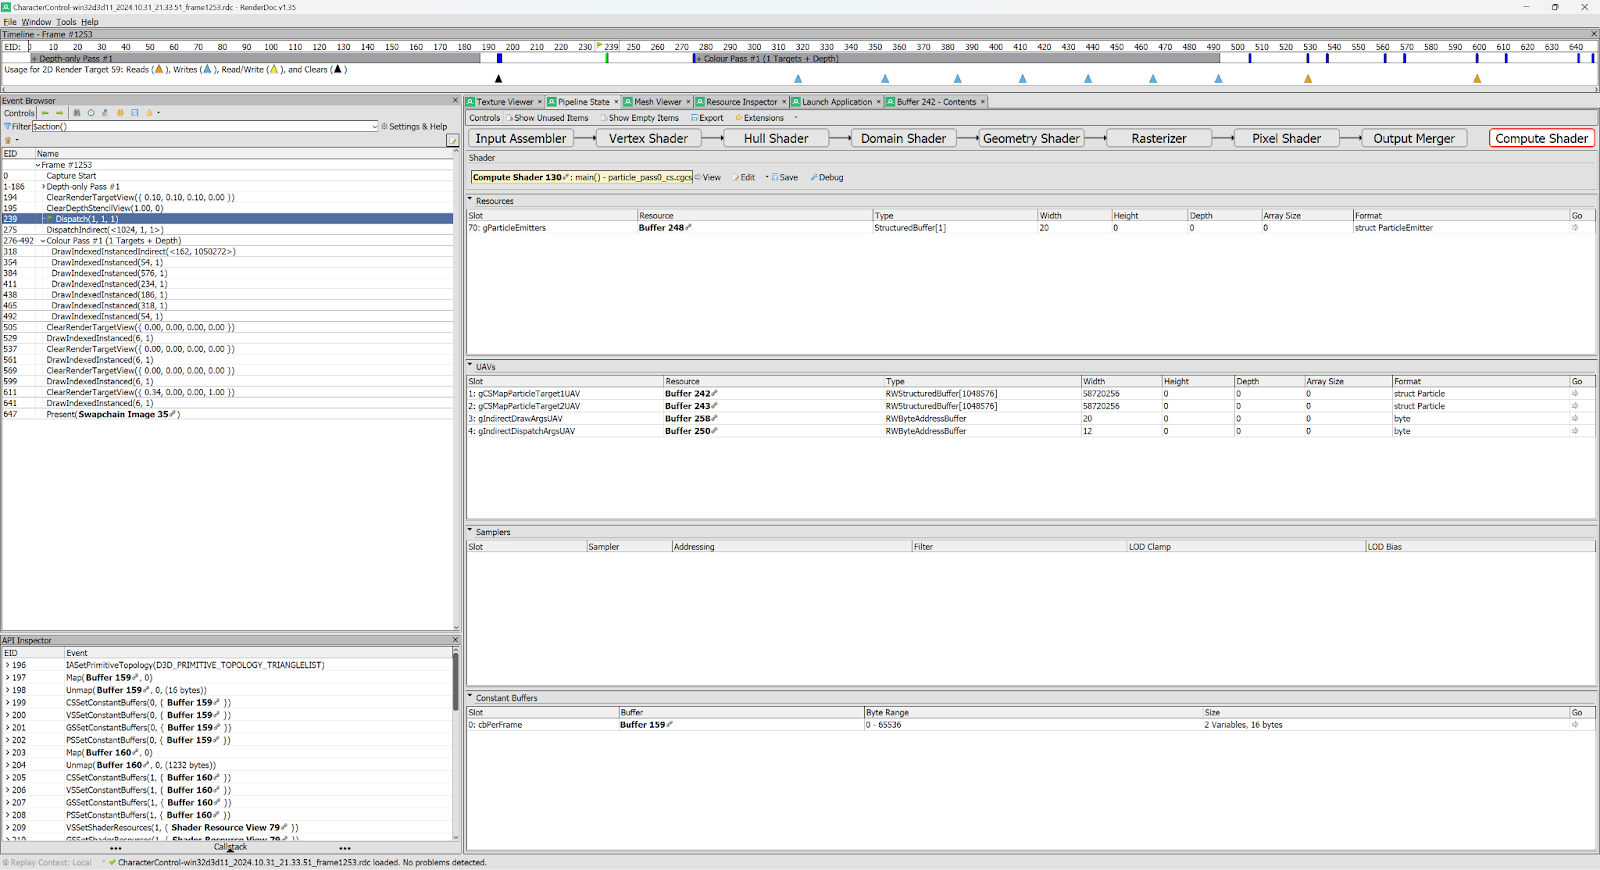 CharacterControl-win32d3d11_2024.10.31_21.33.51_frame1253.rdc - RenderDoc v1.35
File Window Tools Help
Timeline - Frame #1253
EID: 0 10 20 30 40 50 60 70 80 90 100 110 120 130 140 150 160 170 180 190 200 210 220 230 239 250 260 270 280 290 300 310 320 330 340 350 360 370 380 390 400 410 420 430 440 450 460 470 480 490 500 510 520 530 540 550 560 570 580 590 600 610 620 630 640
+ Depth-only Pass #1 + Colour Pass #1 (1 Targets + Depth)
Usage for 2D Render Target 59: Reads ( ), Writes ( ), Read/Write ( ), and Clears ( )
Event Browser
Controls
Filter $action() Settings & Help
EID Name
Frame #1253
0 Capture Start
1-186 Depth-only Pass #1
194 ClearRenderTargetView({ 0.10, 0.10, 0.10, 0.00 })
195 ClearDepthStencilView(1.00, 0)
239 Dispatch(1, 1, 1)
275 DispatchIndirect(<1024, 1, 1>)
276-492 Colour Pass #1 (1 Targets + Depth)
318 DrawIndexedInstancedIndirect(<162, 1050272>)
354 DrawIndexedInstanced(54, 1)
384 DrawIndexedInstanced(576, 1)
411 DrawIndexedInstanced(234, 1)
438 DrawIndexedInstanced(186, 1)
465 DrawIndexedInstanced(318, 1)
492 DrawIndexedInstanced(54, 1)
505 ClearRenderTargetView({ 0.00, 0.00, 0.00, 0.00 })
529 DrawIndexedInstanced(6, 1)
537 ClearRenderTargetView({ 0.00, 0.00, 0.00, 0.00 })
561 DrawIndexedInstanced(6, 1)
569 ClearRenderTargetView({ 0.00, 0.00, 0.00, 0.00 })
599 DrawIndexedInstanced(6, 1)
611 ClearRenderTargetView({ 0.34, 0.00, 0.00, 1.00 })
641 DrawIndexedInstanced(6, 1)
647 Present(Swapchain Image 35 )
API Inspector
EID Event
196 IASetPrimitiveTopology(D3D_PRIMITIVE_TOPOLOGY_TRIANGLELIST)
197 Map(Buffer 159 , 0)
198 Unmap(Buffer 159 , 0, (16 bytes))
199 CSSetConstantBuffers(0, { Buffer 159 })
200 VSSetConstantBuffers(0, { Buffer 159 })
201 GSSetConstantBuffers(0, { Buffer 159 })
202 PSSetConstantBuffers(0, { Buffer 159 })
203 Map(Buffer 160 , 0)
204 Unmap(Buffer 160 , 0, (1232 bytes))
205 CSSetConstantBuffers(1, { Buffer 160 })
206 VSSetConstantBuffers(1, { Buffer 160 })
207 GSSetConstantBuffers(1, { Buffer 160 })
208 PSSetConstantBuffers(1, { Buffer 160 })
209 VSSetShaderResources(1, { Shader Resource View 79 })
210 GSSetShaderResources(1, { Shader Resource View 79 })
Callstack
Texture Viewer Pipeline State Mesh Viewer Resource Inspector Launch Application Buffer 242 - Contents
Controls Show Unused Items Show Empty Items Export Extensions
Input Assembler Vertex Shader Hull Shader Domain Shader Geometry Shader Rasterizer Pixel Shader Output Merger Compute Shader
Shader
Compute Shader 130 : main() - particle_pass0_cs.cgcs View Edit Save Debug
Resources
Slot Resource Type Width Height Depth Array Size Format Go
70: gParticleEmitters Buffer 248 StructuredBuffer[1] 20 0 0 0 struct ParticleEmitter
UAVs
Slot Resource Type Width Height Depth Array Size Format Go
1: gCSMapParticleTarget1UAV Buffer 242 RWStructuredBuffer[1048576] 58720256 0 0 0 struct Particle
2: gCSMapParticleTarget2UAV Buffer 243 RWStructuredBuffer[1048576] 58720256 0 0 0 struct Particle
3: gIndirectDrawArgsUAV Buffer 258 RWByteAddressBuffer 20 0 0 0 byte
4: gIndirectDispatchArgsUAV Buffer 250 RWByteAddressBuffer 12 0 0 0 byte
Samplers
Slot Sampler Addressing Filter LOD Clamp LOD Bias
Constant Buffers
Slot Buffer Byte Range Size Go
0: cbPerFrame Buffer 159 0 - 65536 2 Variables, 16 bytes
Replay Context: Local CharacterControl-win32d3d11_2024.10.31_21.33.51_frame1253.rdc loaded. No problems detected.